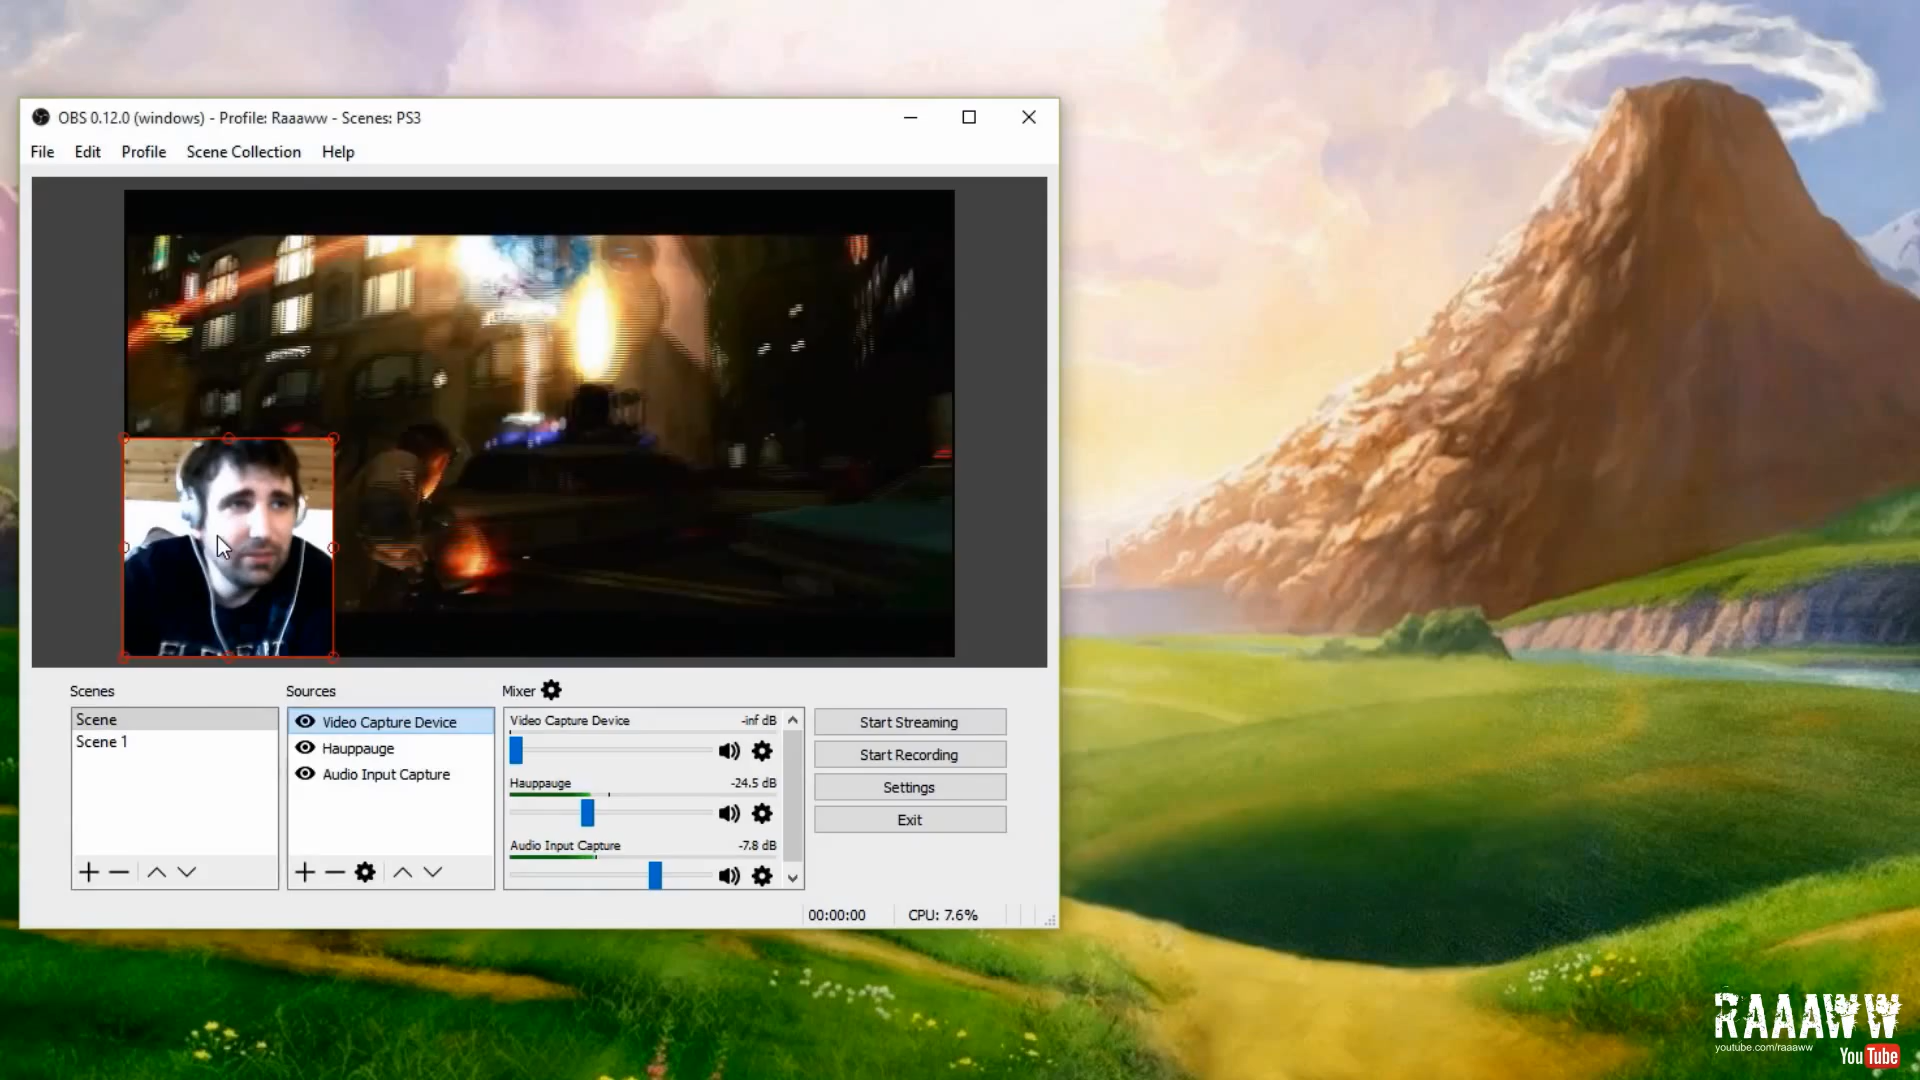 OBS 0.12.0 (windows) - Profile: Raaaww - Scenes: PS3
File Edit Profile Scene Collection Help
ELEMENT
Scenes
Scene
Scene 1
Sources
Video Capture Device
Hauppauge
Audio Input Capture
Mixer
Video Capture Device -inf dB
Hauppauge -24.5 dB
Audio Input Capture -7.8 dB
Start Streaming
Start Recording
Settings
Exit
00:00:00 CPU: 7.6%
RAAAWW
youtube.com/raaaww
YouTube